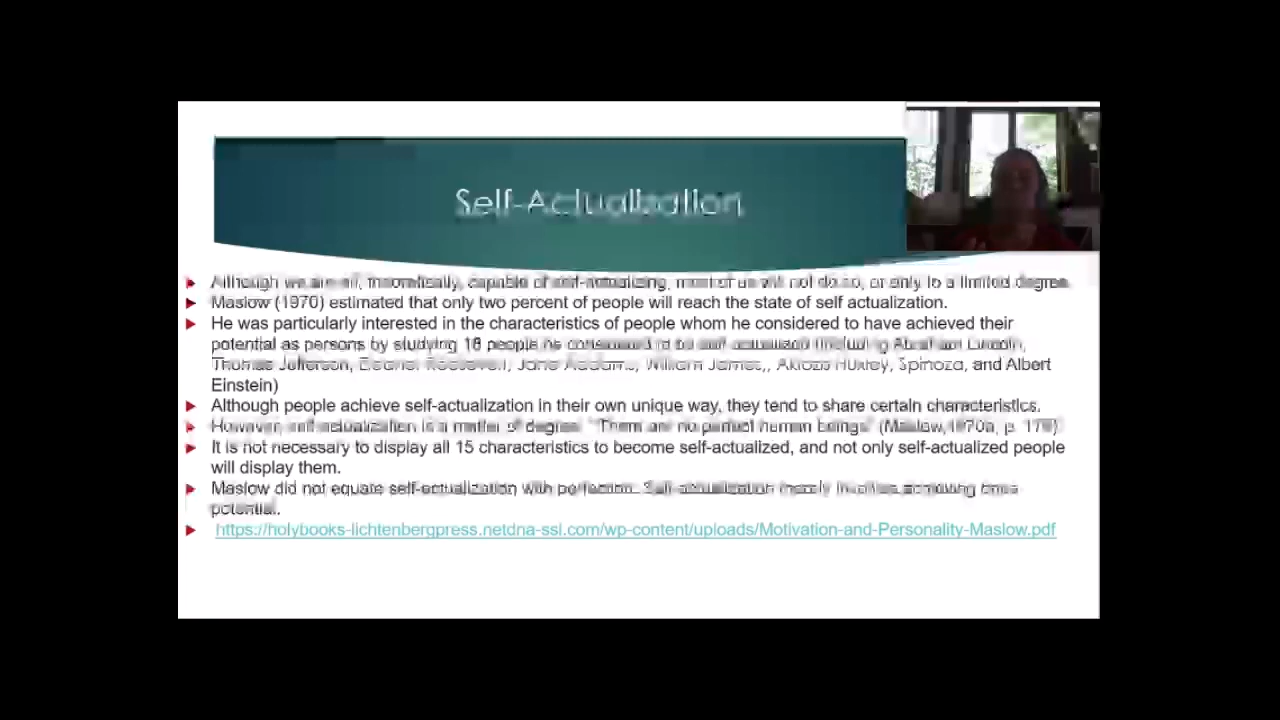 Self-Actualization
Although we are all, theoretically, capable of self-actualizing, most of us will not do so, or only to a limited degree.
Maslow (1970) estimated that only two percent of people will reach the state of self actualization.
He was particularly interested in the characteristics of people whom he considered to have achieved their
potential as persons by studying 18 people he considered to be self-actualized (including Abraham Lincoln,
Thomas Jefferson, Eleanor Roosevelt, Jane Addams, William James, Aldous Huxley, Spinoza, and Albert
Einstein)
Although people achieve self-actualization in their own unique way, they tend to share certain characteristics.
However, self-actualization is a matter of degree. "There are no perfect human beings" (Maslow,1970a, p.
It is not necessary to display all 15 characteristics to become self-actualized, and not only self-actualized people
will display them.
Maslow did not equate self-actualization with perfection. Self-actualization merely involves achieving ones
potential.
https://holybooks-lichtenbergpress.netdna-ssl.com/wp-content/uploads/Motivation-and-Personality-Maslow.pdf